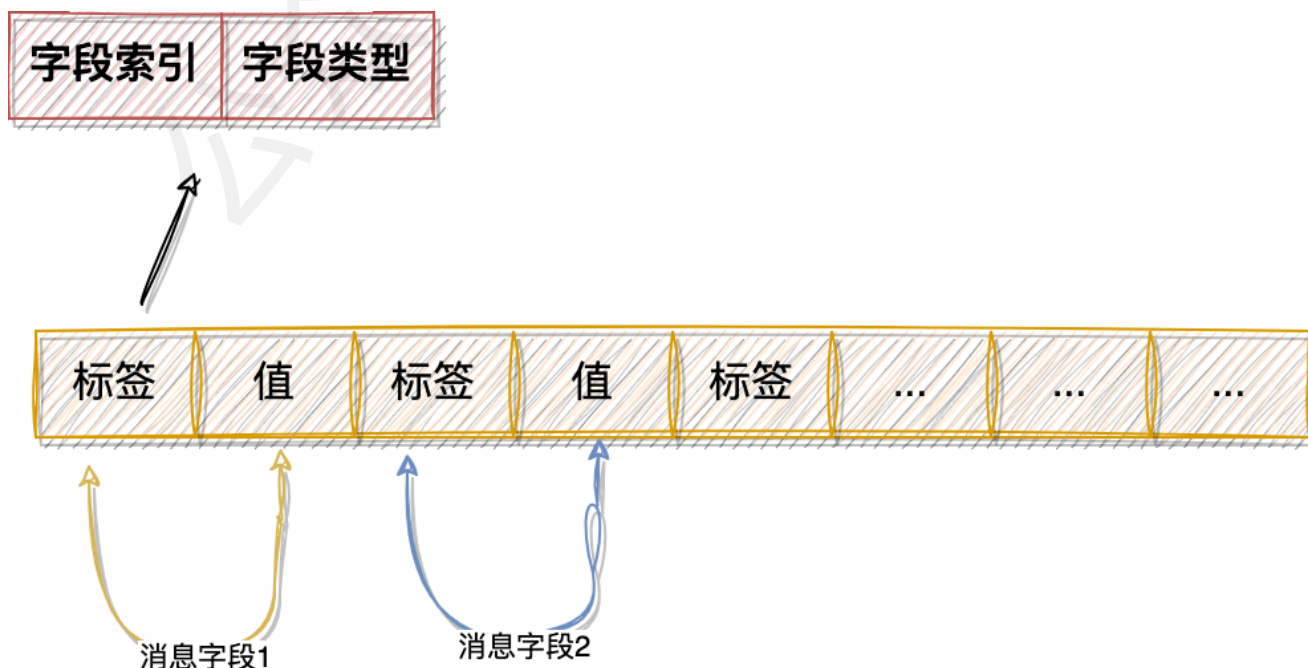 字段索引 字段类型
标签 值 标签 值 标签 ... ... ...
消息字段1 消息字段2